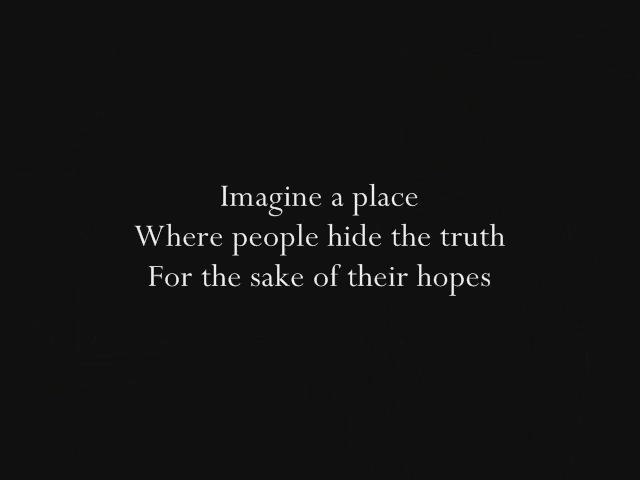 Imagine a place
Where people hide the truth
For the sake of their hopes